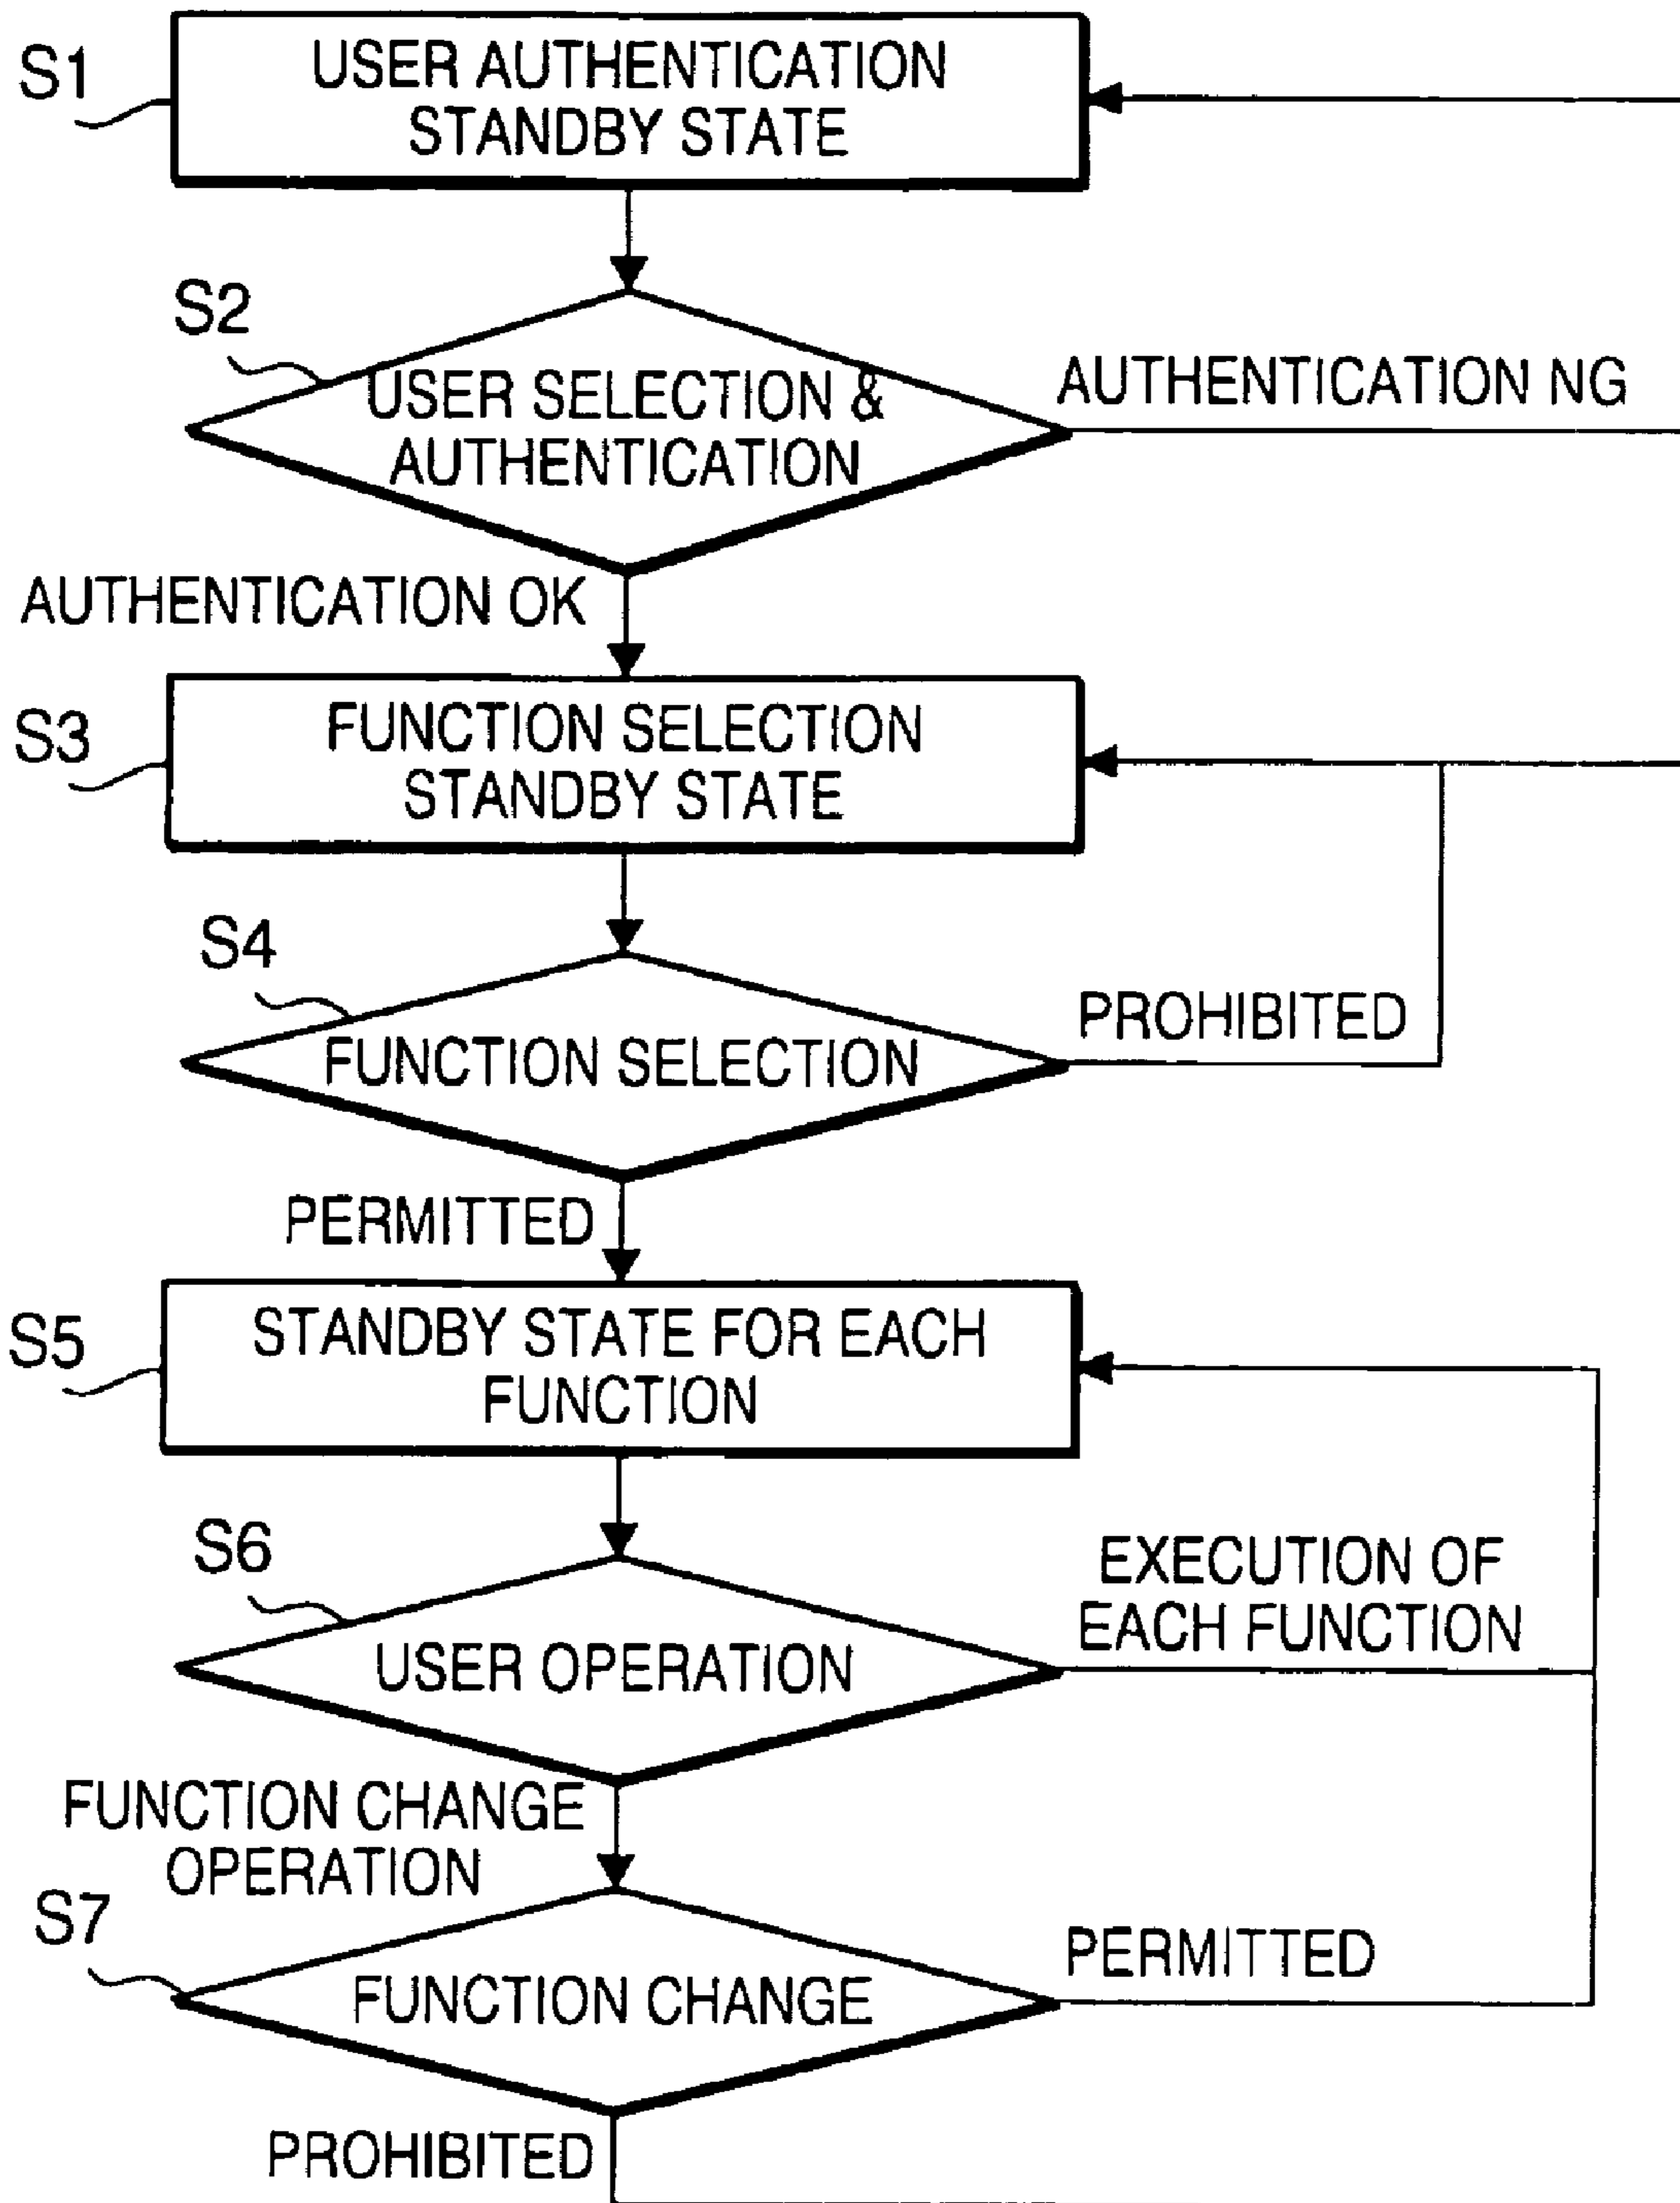 S1
USER AUTHENTICATION
STANDBY STATE
S2
USER SELECTION &
AUTHENTICATION
AUTHENTICATION NG
AUTHENTICATION OK
S3
FUNCTION SELECTION
STANDBY STATE
S4
FUNCTION SELECTION
PROHIBITED
PERMITTED
S5
STANDBY STATE FOR EACH
FUNCTION
S6
USER OPERATION
EXECUTION OF
EACH FUNCTION
FUNCTION CHANGE
OPERATION
S7
FUNCTION CHANGE
PERMITTED
PROHIBITED